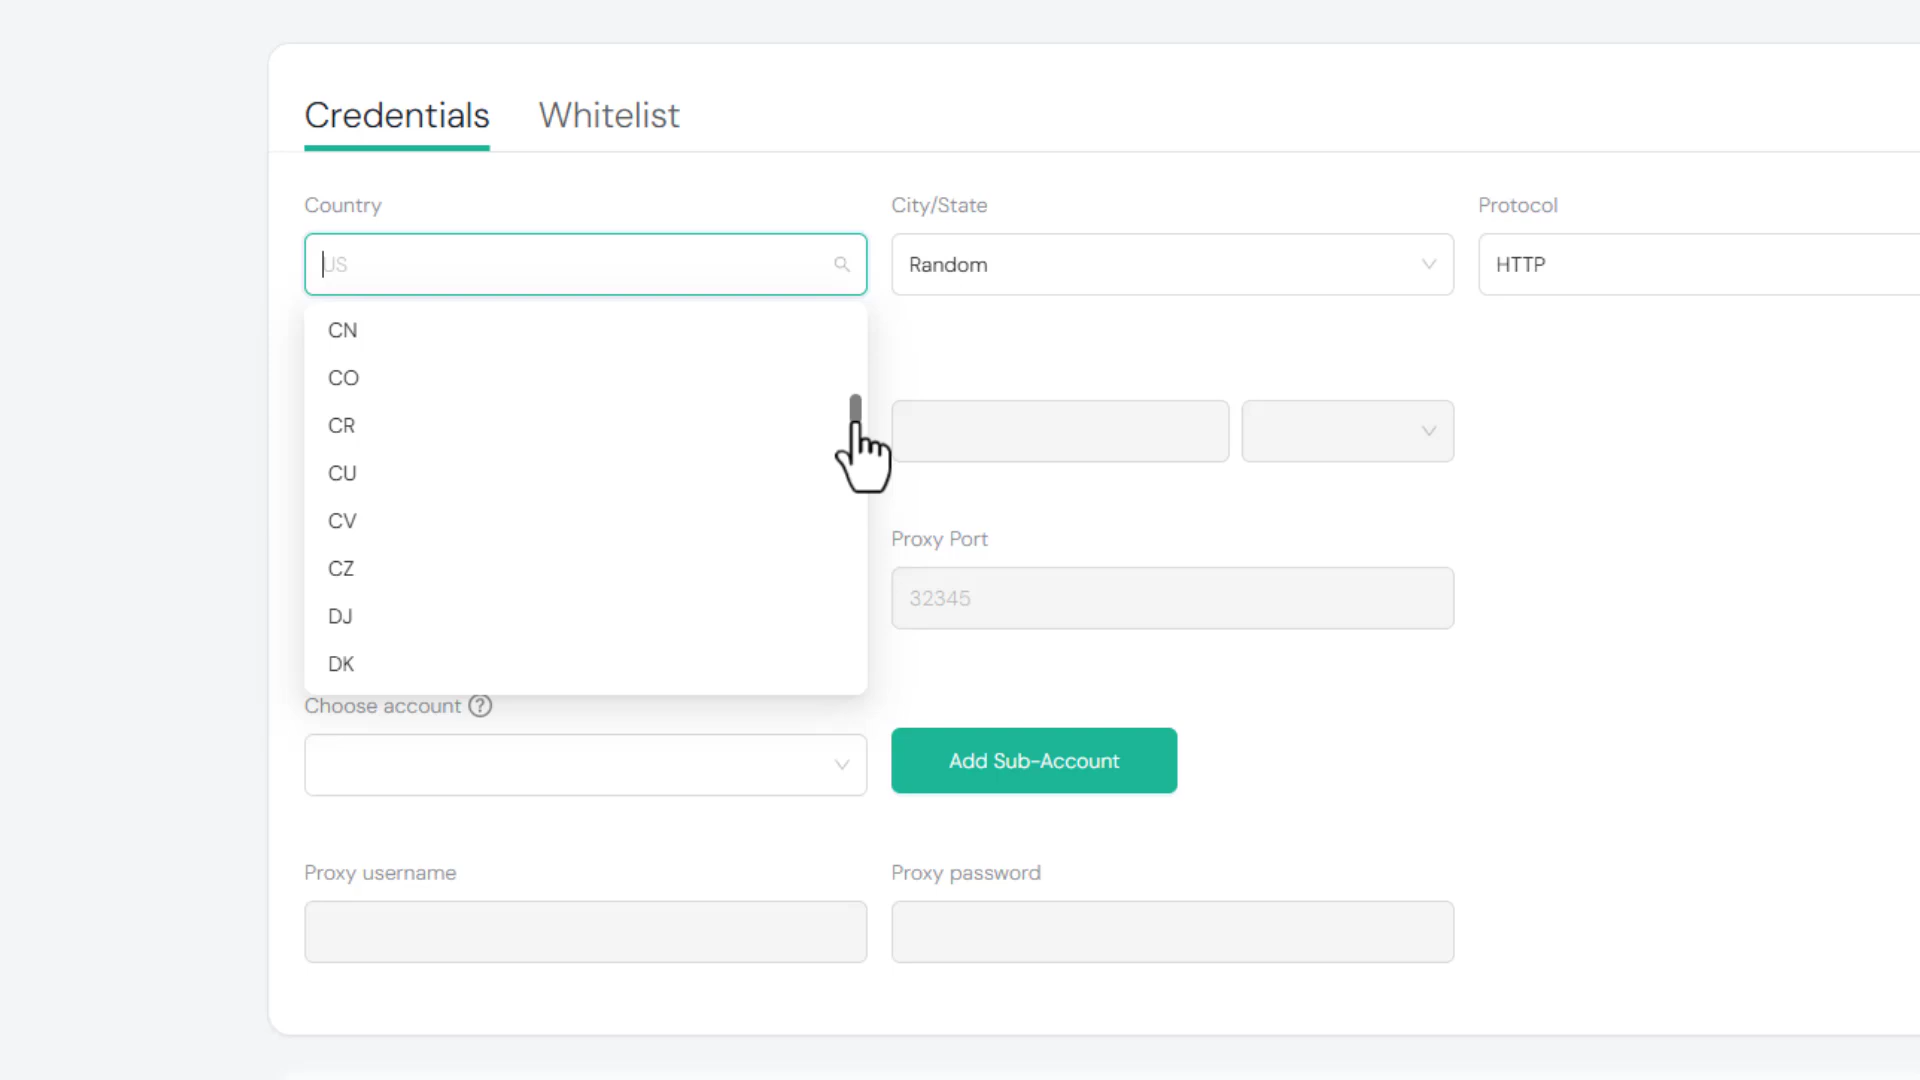 Credentials Whitelist
Country City/State Protocol
US Random HTTP
CN
CO
CR
CU
CV
CZ
DJ
DK
Proxy Port
32345
Choose account ?
Add Sub-Account
Proxy username Proxy password